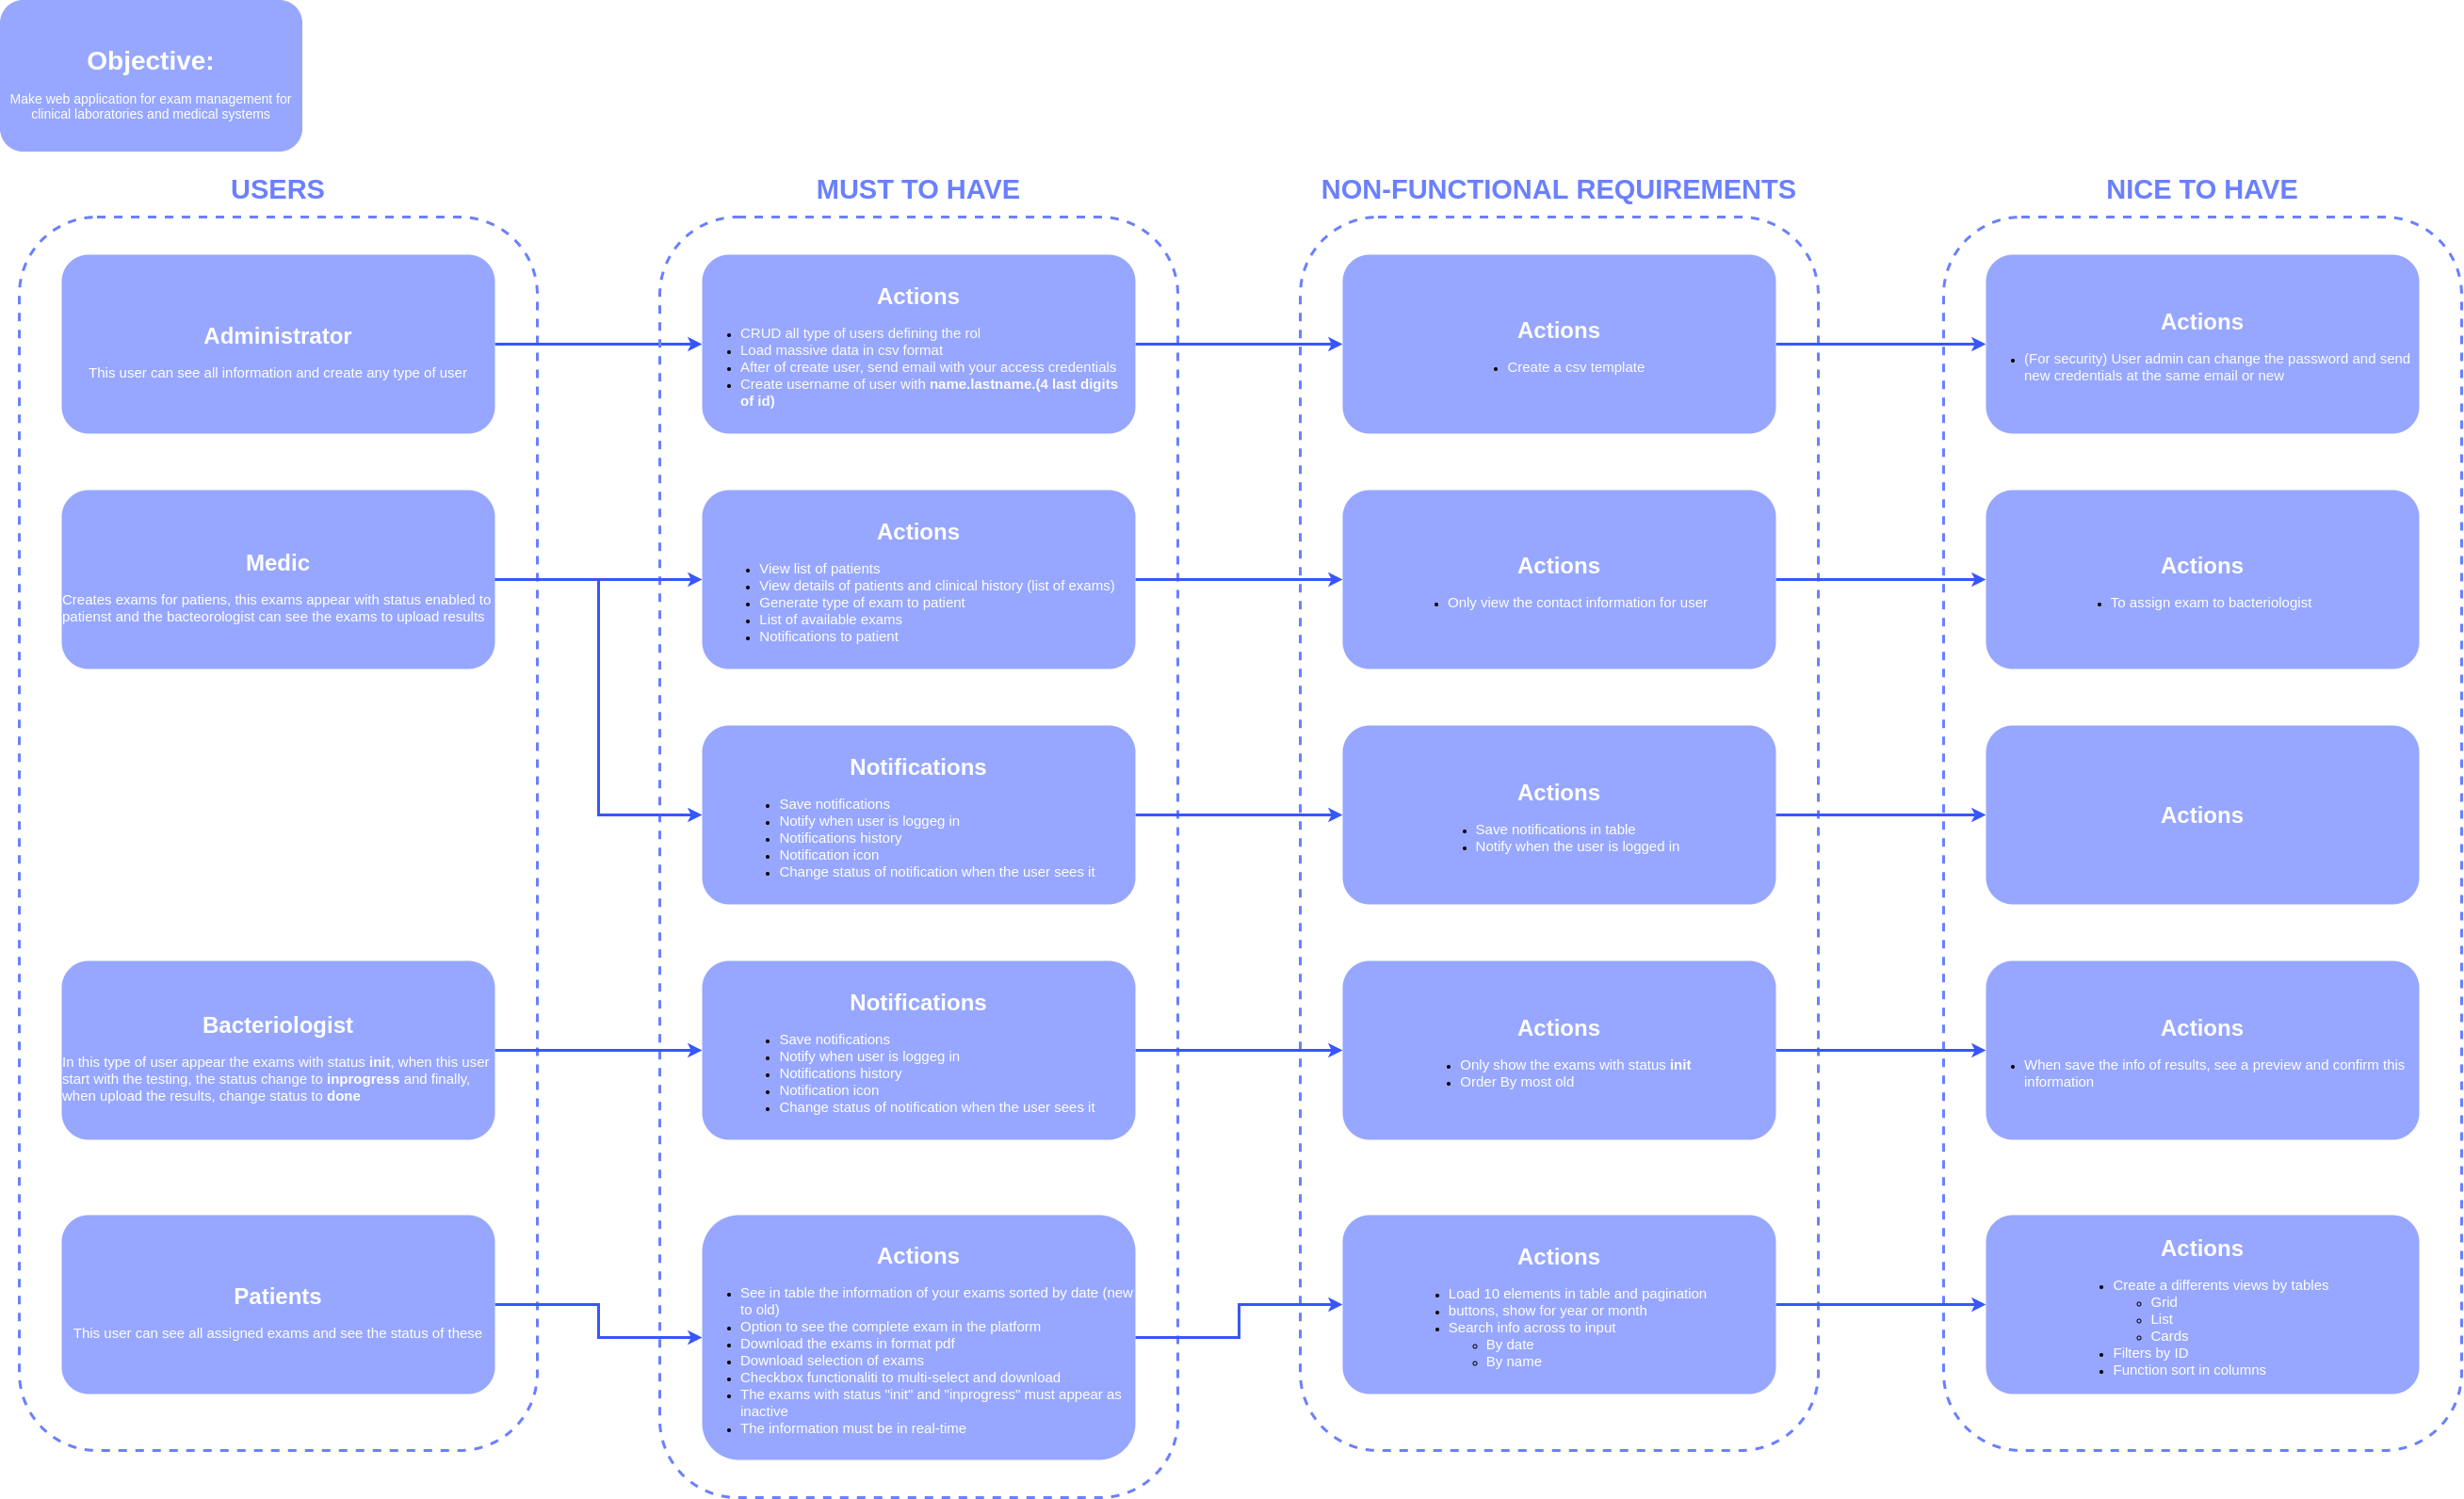 Objective:
Make web application for exam management for
clinical laboratories and medical systems
USERS
MUST TO HAVE
NON-FUNCTIONAL REQUIREMENTS
NICE TO HAVE
Administrator
This user can see all information and create any type of user
Actions
CRUD all type of users defining the rol
Load massive data in csv format
After of create user, send email with your access credentials
Create username of user with name.lastname.(4 last digits
of id)
Actions
Create a csv template
Actions
(For security) User admin can change the password and send
new credentials at the same email or new
Medic
Creates exams for patiens, this exams appear with status enabled to
patienst and the bacteorologist can see the exams to upload results
Actions
View list of patients
View details of patients and clinical history (list of exams)
Generate type of exam to patient
List of available exams
Notifications to patient
Actions
Only view the contact information for user
Actions
To assign exam to bacteriologist
Notifications
Save notifications
Notify when user is loggeg in
Notifications history
Notification icon
Change status of notification when the user sees it
Actions
Save notifications in table
Notify when the user is logged in
Actions
Bacteriologist
In this type of user appear the exams with status init, when this user
start with the testing, the status change to inprogress and finally,
when upload the results, change status to done
Notifications
Save notifications
Notify when user is loggeg in
Notifications history
Notification icon
Change status of notification when the user sees it
Actions
Only show the exams with status init
Order By most old
Actions
When save the info of results, see a preview and confirm this
information
Patients
This user can see all assigned exams and see the status of these
Actions
See in table the information of your exams sorted by date (new
to old)
Option to see the complete exam in the platform
Download the exams in format pdf
Download selection of exams
Checkbox functionaliti to multi-select and download
The exams with status "init" and "inprogress" must appear as
inactive
The information must be in real-time
Actions
Load 10 elements in table and pagination
buttons, show for year or month
Search info across to input
By date
By name
Actions
Create a differents views by tables
Grid
List
Cards
Filters by ID
Function sort in columns